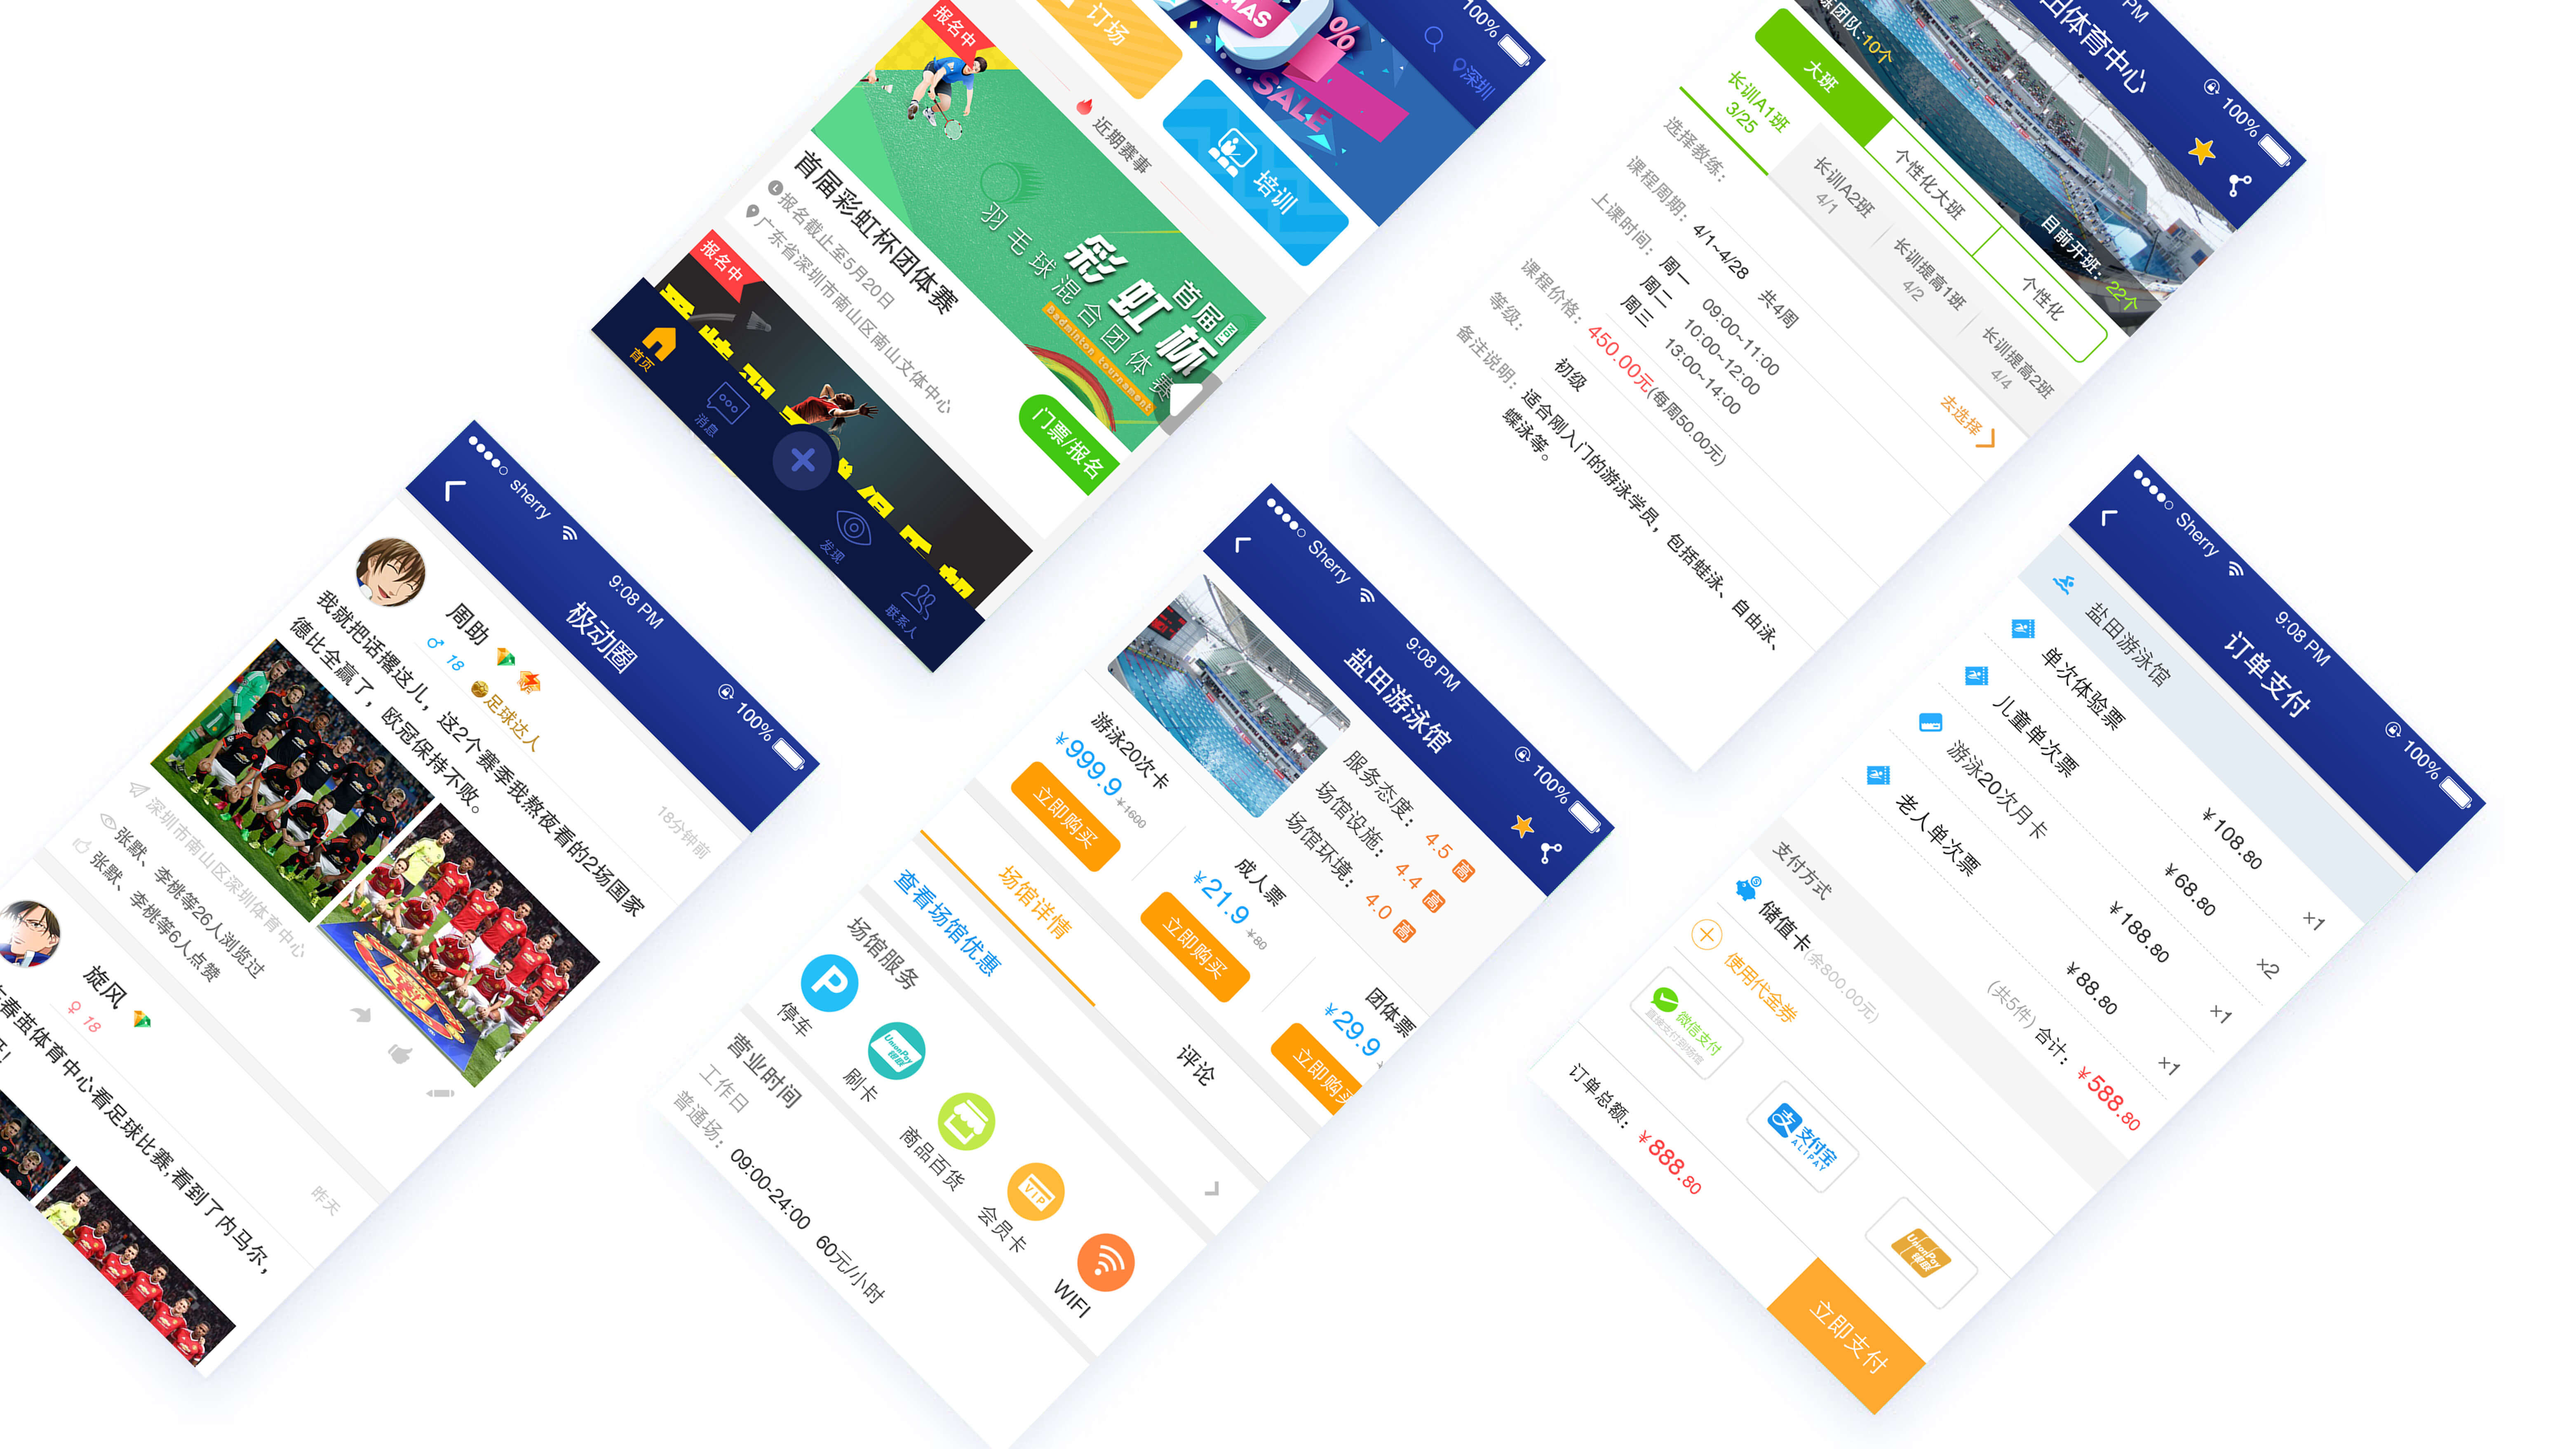 sherry
9:08 PM
100%
极动圈
周助
♂ 18
足球达人
18分钟前
我就把话撂这儿，这2个赛季我熬夜看的2场国家
德比全赢了，欧冠保持不败。
深圳市南山区深圳体育中心
张默、李桃等26人浏览过
张默、李桃等6人点赞
旋风
♀ 18
昨天
春茧体育中心看足球比赛,看到了内马尔，
100%
深圳
MAS
%
SALE
订场
培训
近期赛事
报名中
首届
彩虹杯
羽毛球混合团体赛
Badminton tournament
首届彩虹杯团体赛
报名截止至5月20日
广东省深圳市南山区南山文体中心
门票/报名
报名中
首页
消息
发现
联系人
Sherry
9:08 PM
100%
盐田游泳馆
服务态度： 4.5 高
场馆设施： 4.4 高
场馆环境： 4.0 高
游泳20次卡
¥999.9 ¥1600
立即购买
成人票
¥21.9 ¥80
立即购买
团体票
¥29.9
立即购买
场馆详情
评论
查看场馆优惠
场馆服务
P
停车
UnionPay
银联
刷卡
商品百货
VIP
会员卡
WIFI
营业时间
工作日
普通场： 09:00-24:00 60元/小时
PM
100%
田体育中心
练团队:10个
目前开班： 22个
大班
个性化大班
个性化
长训A1班
3/25
长训A2班
4/1
长训提高1班
4/2
长训提高2班
4/4
选择教练：
去选择
课程周期： 4/1~4/28 共4周
上课时间： 周一 09:00~11:00
周二 10:00~12:00
周三 13:00~14:00
课程价格： 450.00元(每周50.00元)
等级： 初级
备注说明： 适合刚入门的游泳学员，包括蛙泳、自由泳、
蝶泳等。
Sherry
9:08 PM
100%
订单支付
盐田游泳馆
单次体验票 ¥108.80 ×1
儿童单次票 ¥68.80 ×2
游泳20次月卡 ¥188.80 ×1
老人单次票 ¥88.80 ×1
(共5件) 合计： ¥588.80
支付方式
储值卡(余800.00元)
使用代金券
微信支付
直接支付到场馆
支付宝
ALIPAY
UnionPay
银联
订单总额： ¥888.80
立即支付